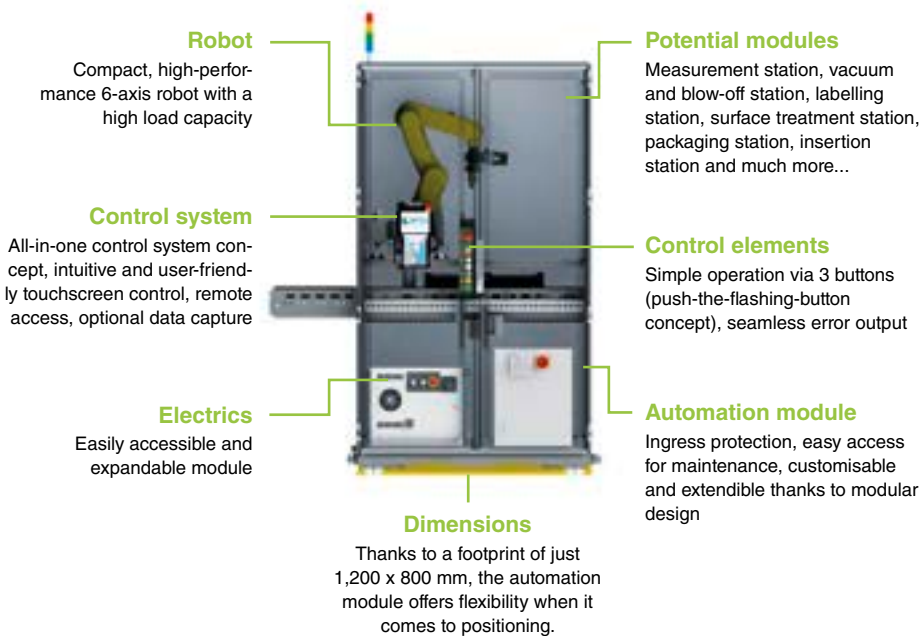 Robot
Compact, high-perfor-
mance 6-axis robot with a
high load capacity
Control system
All-in-one control system con-
cept, intuitive and user-friend-
ly touchscreen control, remote
access, optional data capture
Electrics
Easily accessible and
expandable module
Dimensions
Thanks to a footprint of just
1,200 x 800 mm, the automation
module offers flexibility when it
comes to positioning.
Potential modules
Measurement station, vacuum
and blow-off station, labelling
station, surface treatment station,
packaging station, insertion
station and much more...
Control elements
Simple operation via 3 buttons
(push-the-flashing-button
concept), seamless error output
Automation module
Ingress protection, easy access
for maintenance, customisable
and extendible thanks to modular
design